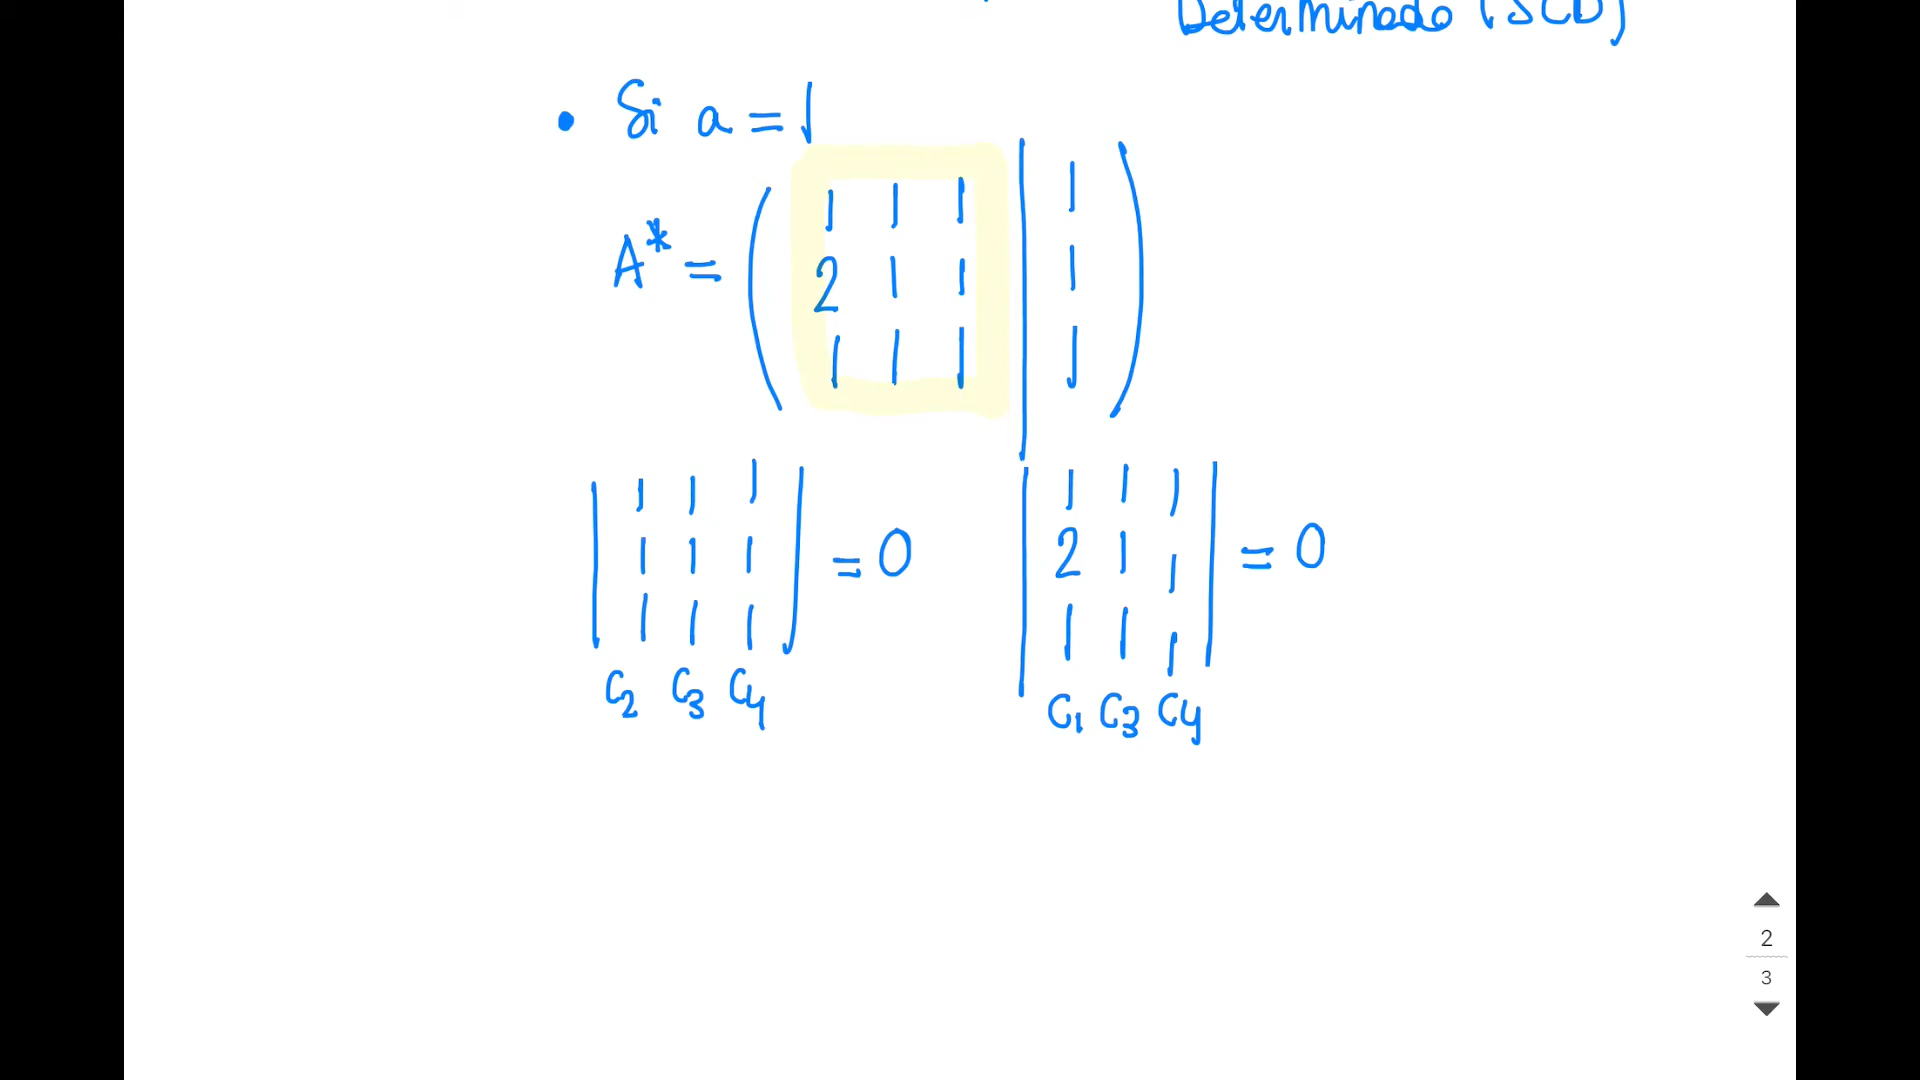 Determinado (SCD)
• Si a = 1
A* = ( 1 1 1 | 1
2 1 1 | 1
1 1 1 | 1 )
| 1 1 1 | = 0
1 1 1
1 1 1
C2 C3 C4
| 1 1 1 | = 0
2 1 1
1 1 1
C1 C3 C4
2
3